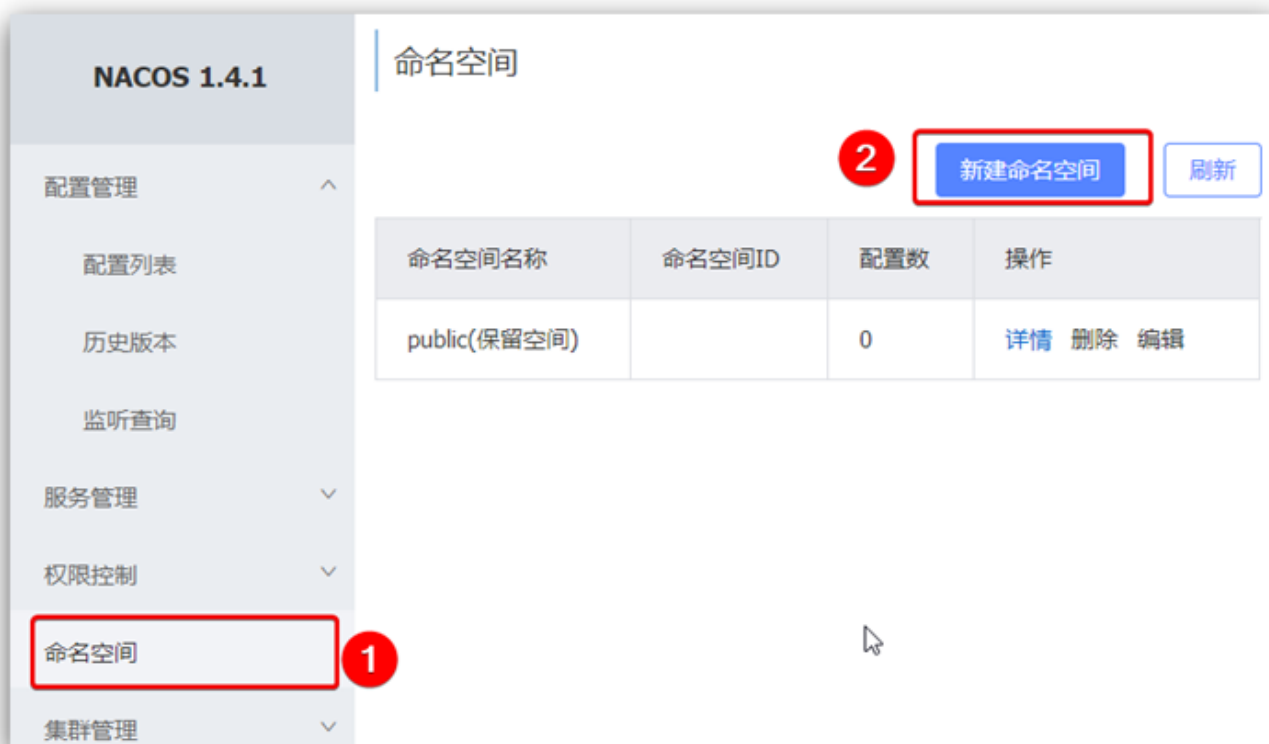 NACOS 1.4.1
配置管理
配置列表
历史版本
监听查询
服务管理
权限控制
命名空间
1
集群管理
命名空间
2
新建命名空间 刷新
命名空间名称 命名空间ID 配置数 操作
public(保留空间) 0 详情 删除 编辑